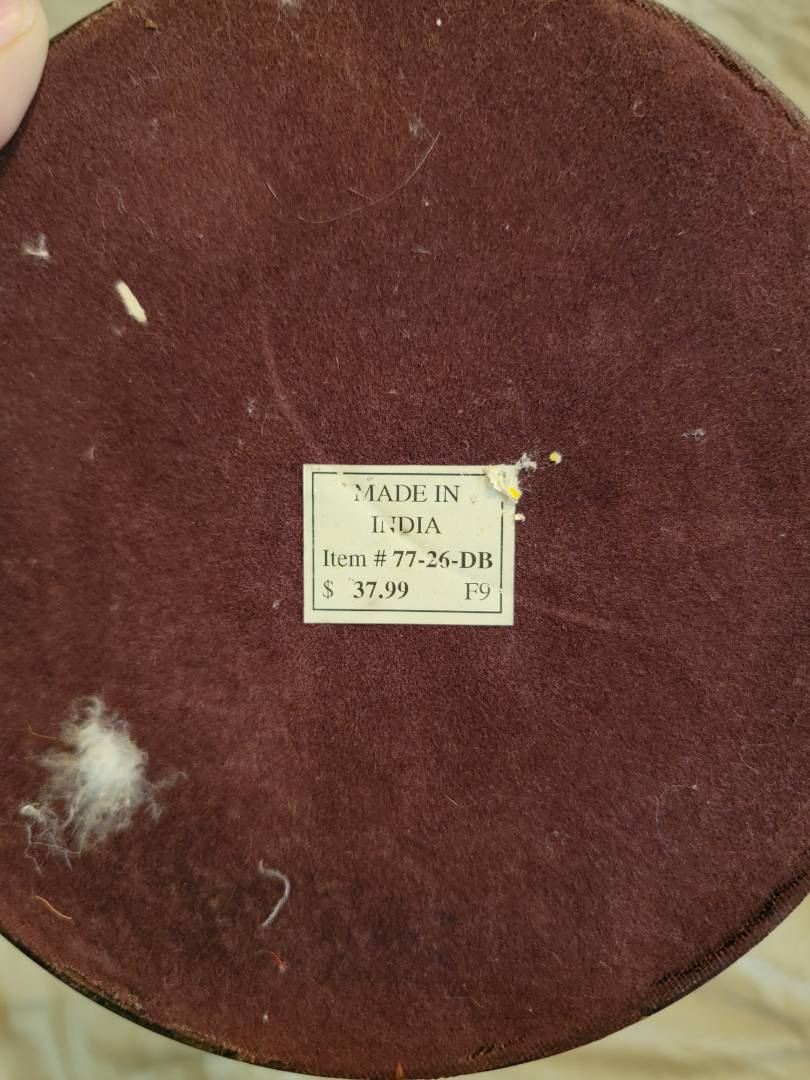 MADE IN
INDIA
Item # 77-26-DB
$ 37.99 F9